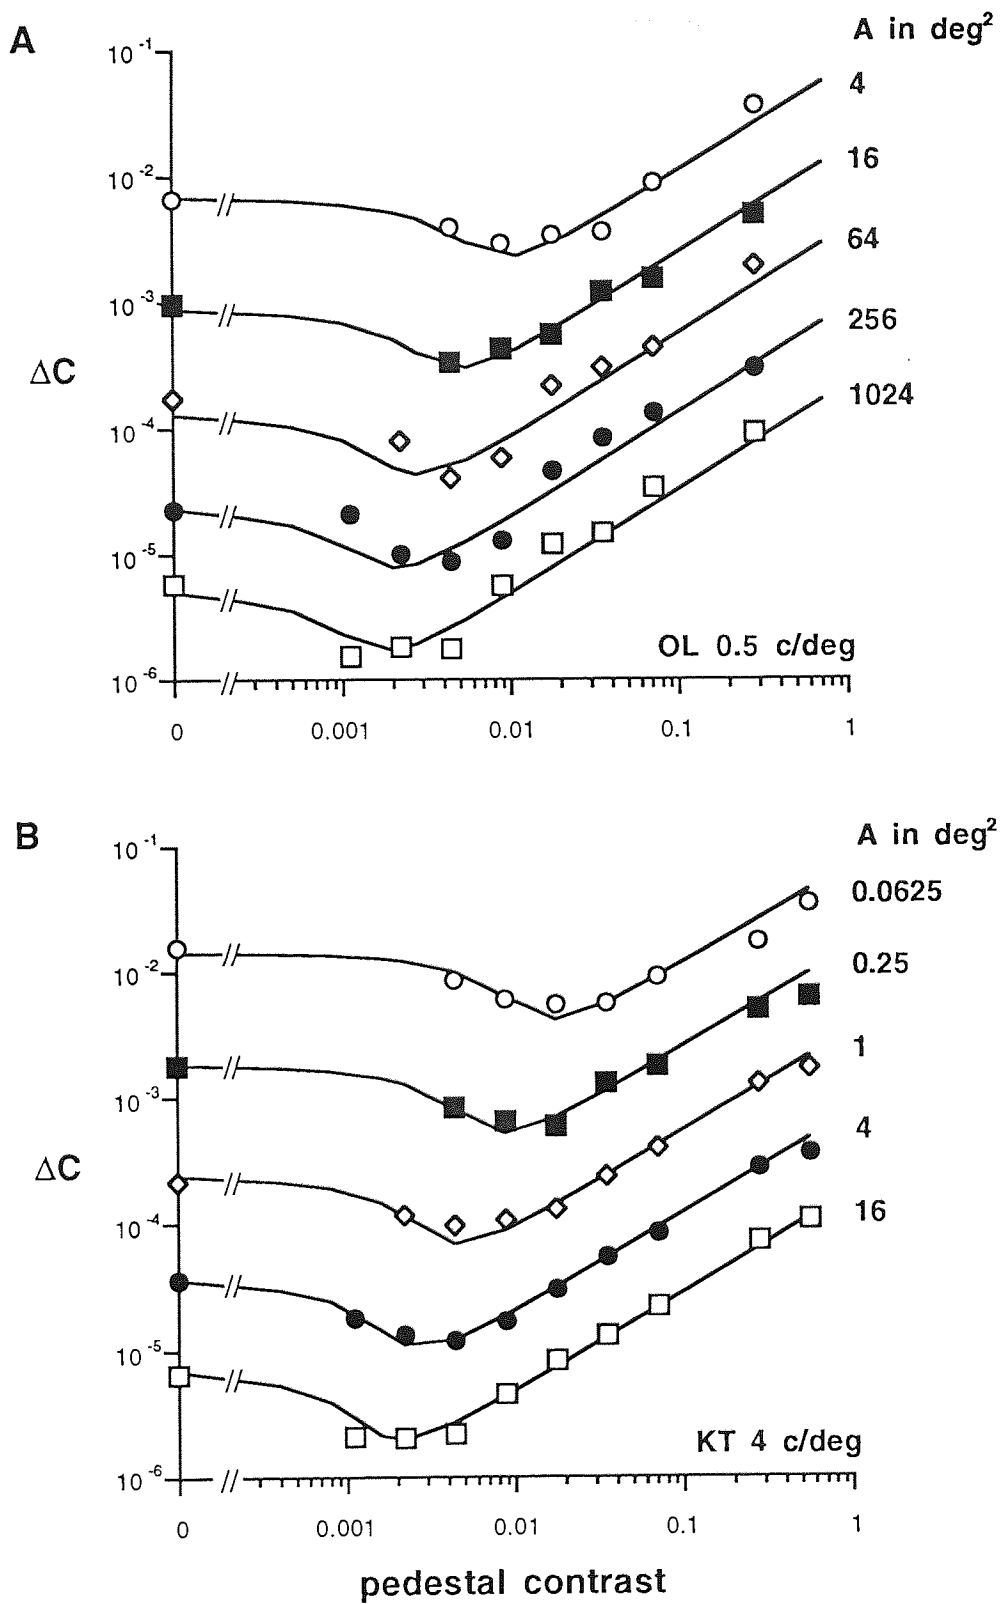 A
A in deg²
10⁻¹
4
16
10⁻²
64
10⁻³
256
ΔC
1024
10⁻⁴
10⁻⁵
OL 0.5 c/deg
10⁻⁶
0 0.001 0.01 0.1 1
B
A in deg²
10⁻¹
0.0625
0.25
10⁻²
1
10⁻³
4
ΔC
16
10⁻⁴
10⁻⁵
KT 4 c/deg
10⁻⁶
0 0.001 0.01 0.1 1
pedestal contrast